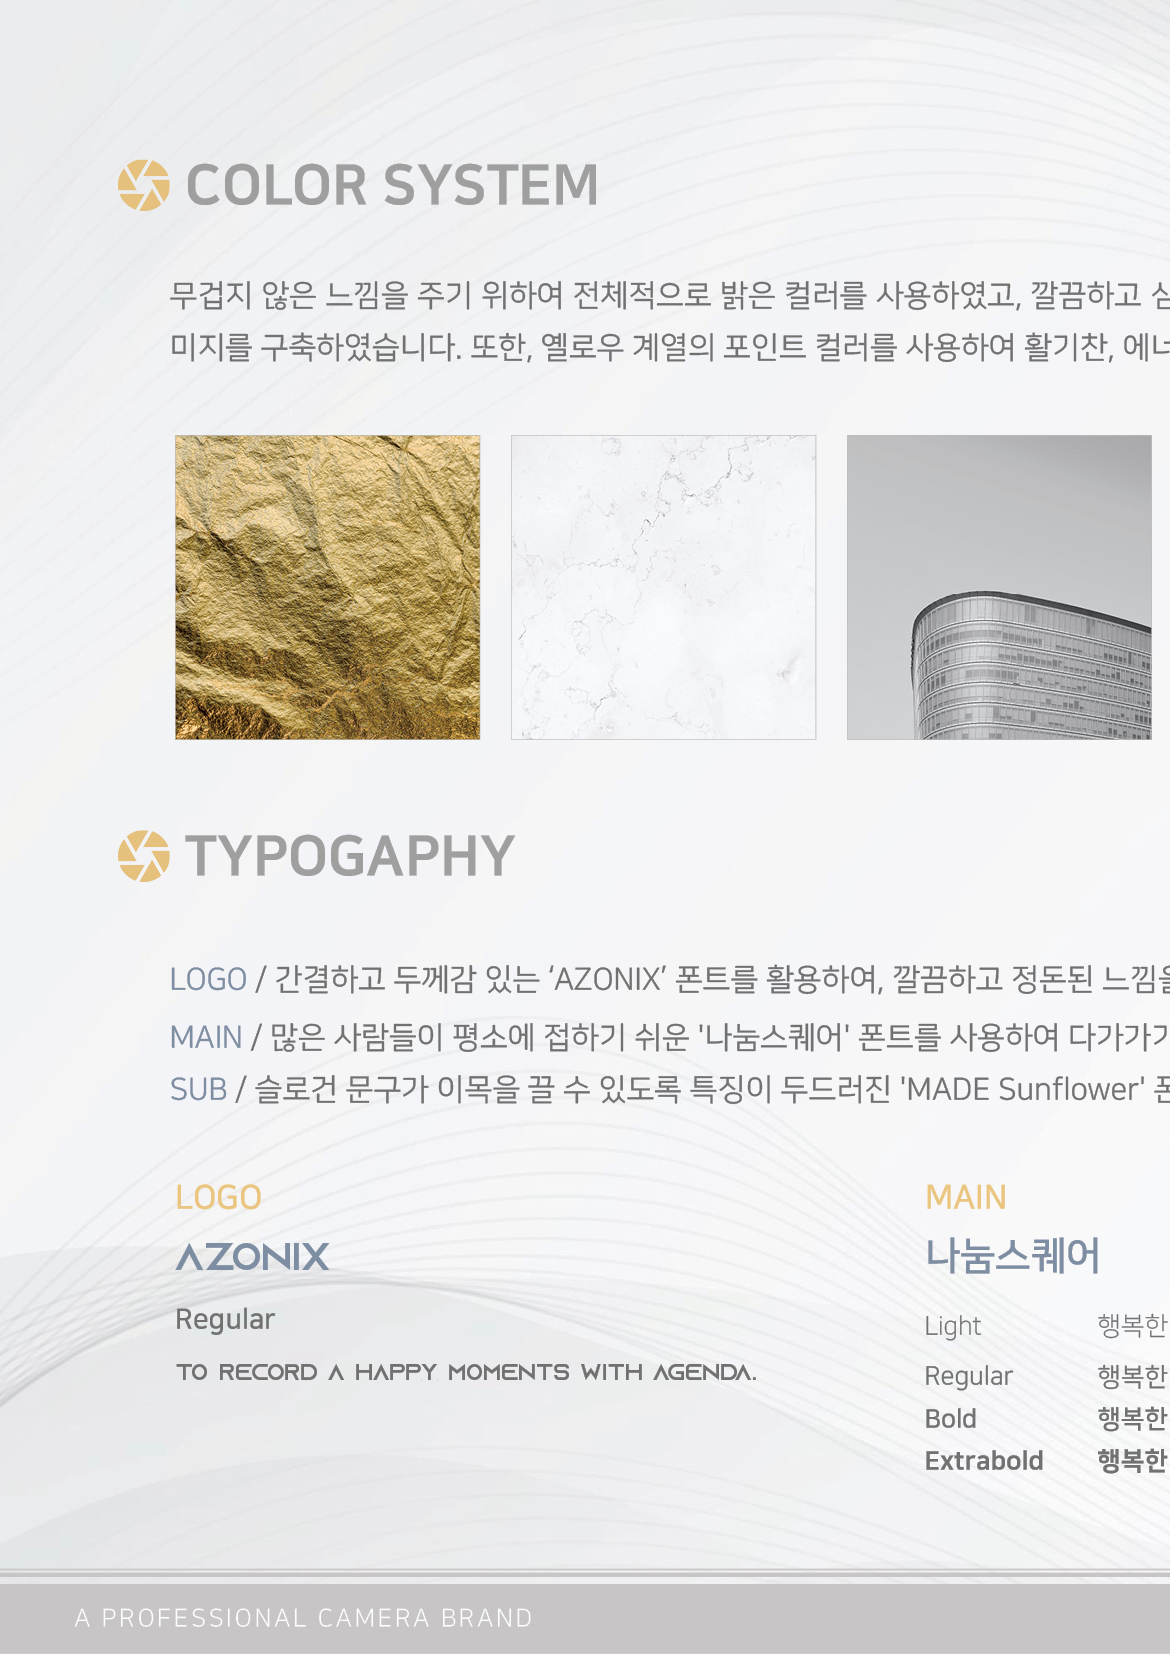 COLOR SYSTEM
무겁지 않은 느낌을 주기 위하여 전체적으로 밝은 컬러를 사용하였고, 깔끔하고
미지를 구축하였습니다. 또한, 옐로우 계열의 포인트 컬러를 사용하여 활기찬,
TYPOGAPHY
LOGO / 간결하고 두께감 있는 ‘AZONIX’ 폰트를 활용하여, 깔끔하고 정돈된 느낌을
MAIN / 많은 사람들이 평소에 접하기 쉬운 '나눔스퀘어' 폰트를 사용하여 다가가기
SUB / 슬로건 문구가 이목을 끌 수 있도록 특징이 두드러진 'MADE Sunflower'
LOGO
AZONIX
Regular
TO RECORD A HAPPY MOMENTS WITH AGENDA.
MAIN
나눔스퀘어
Light 행복한
Regular 행복한
Bold 행복한
Extrabold 행복한
A PROFESSIONAL CAMERA BRAND